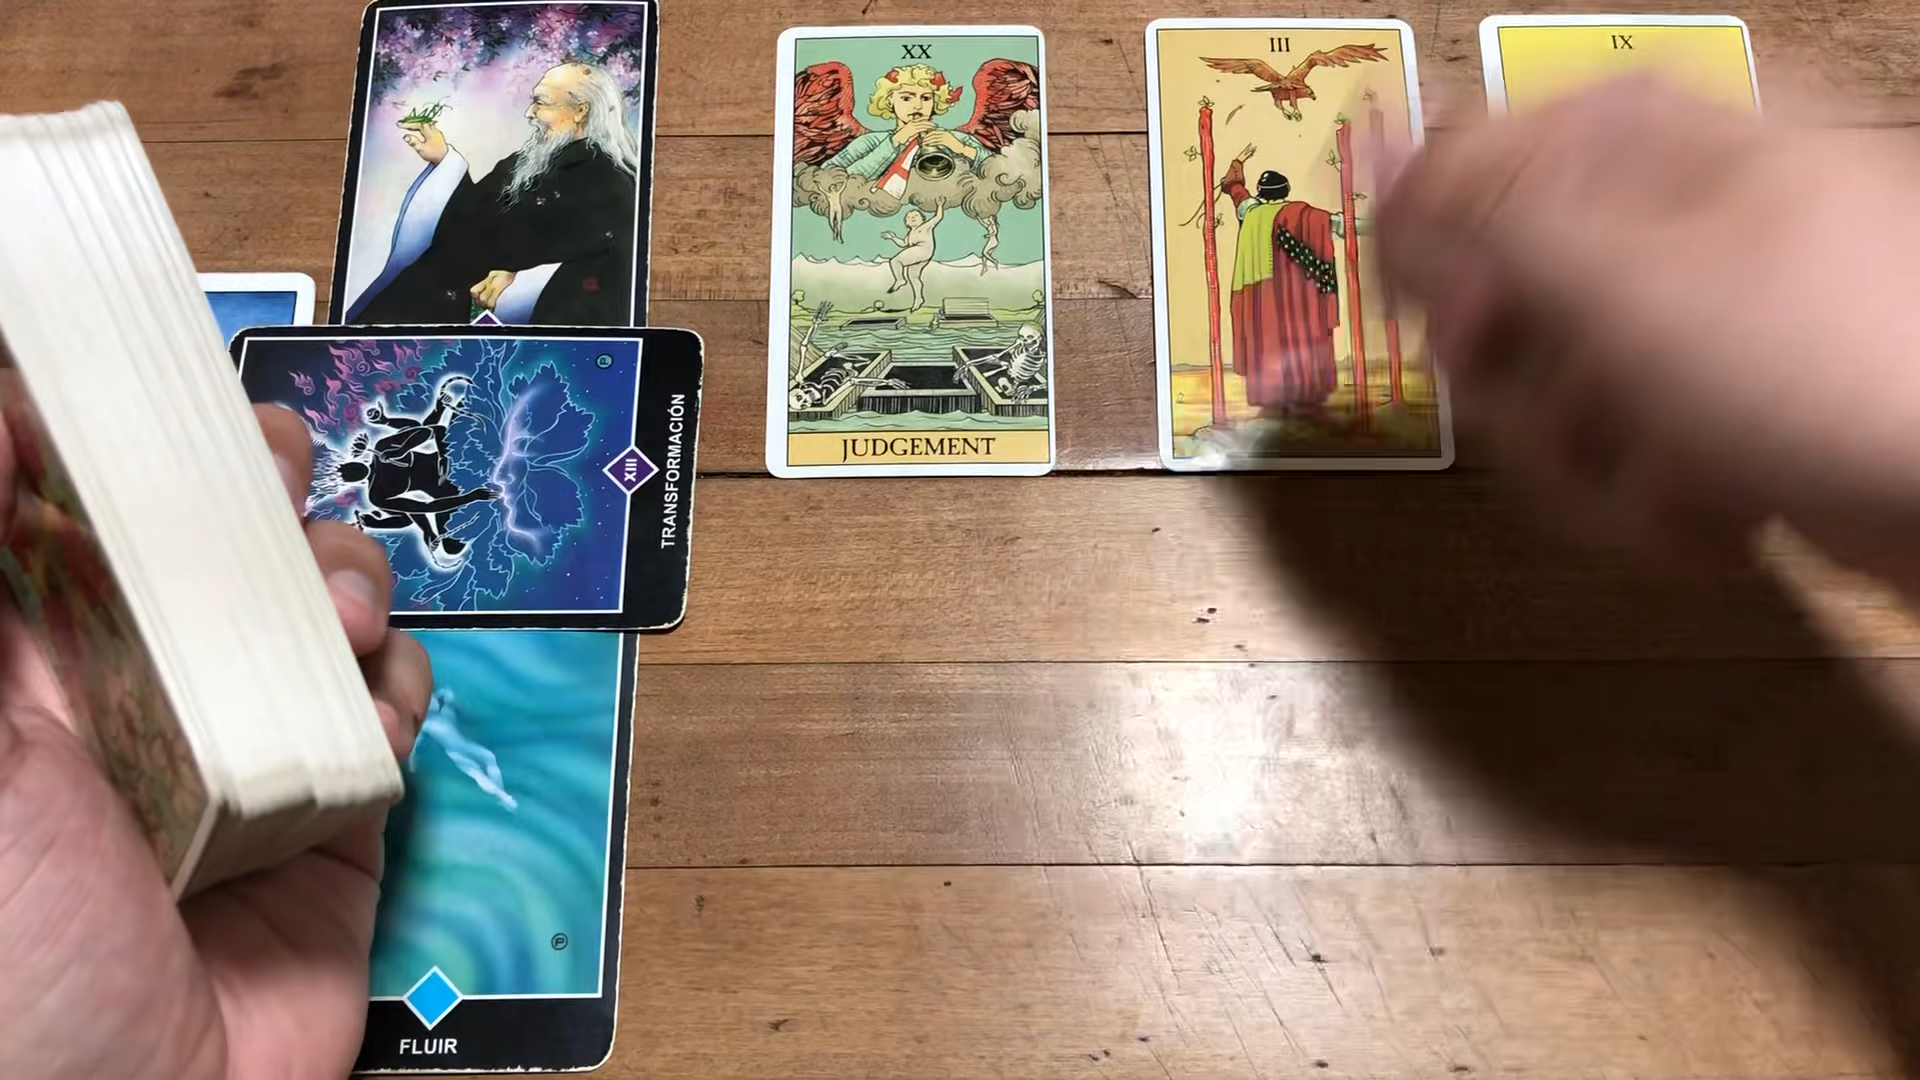 XX
JUDGEMENT
III
IX
XIII
TRANSFORMACIÓN
FLUIR